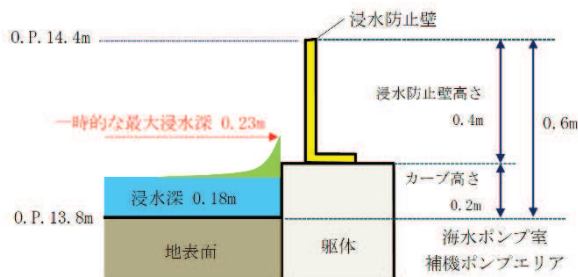 浸水防止壁
O.P.14.4m
浸水防止壁高さ
0.4m
0.6m
一時的な最大浸水深 0.23m
カーブ高さ
0.2m
浸水深 0.18m
O.P.13.8m
地表面
躯体
海水ポンプ室
補機ポンプエリア